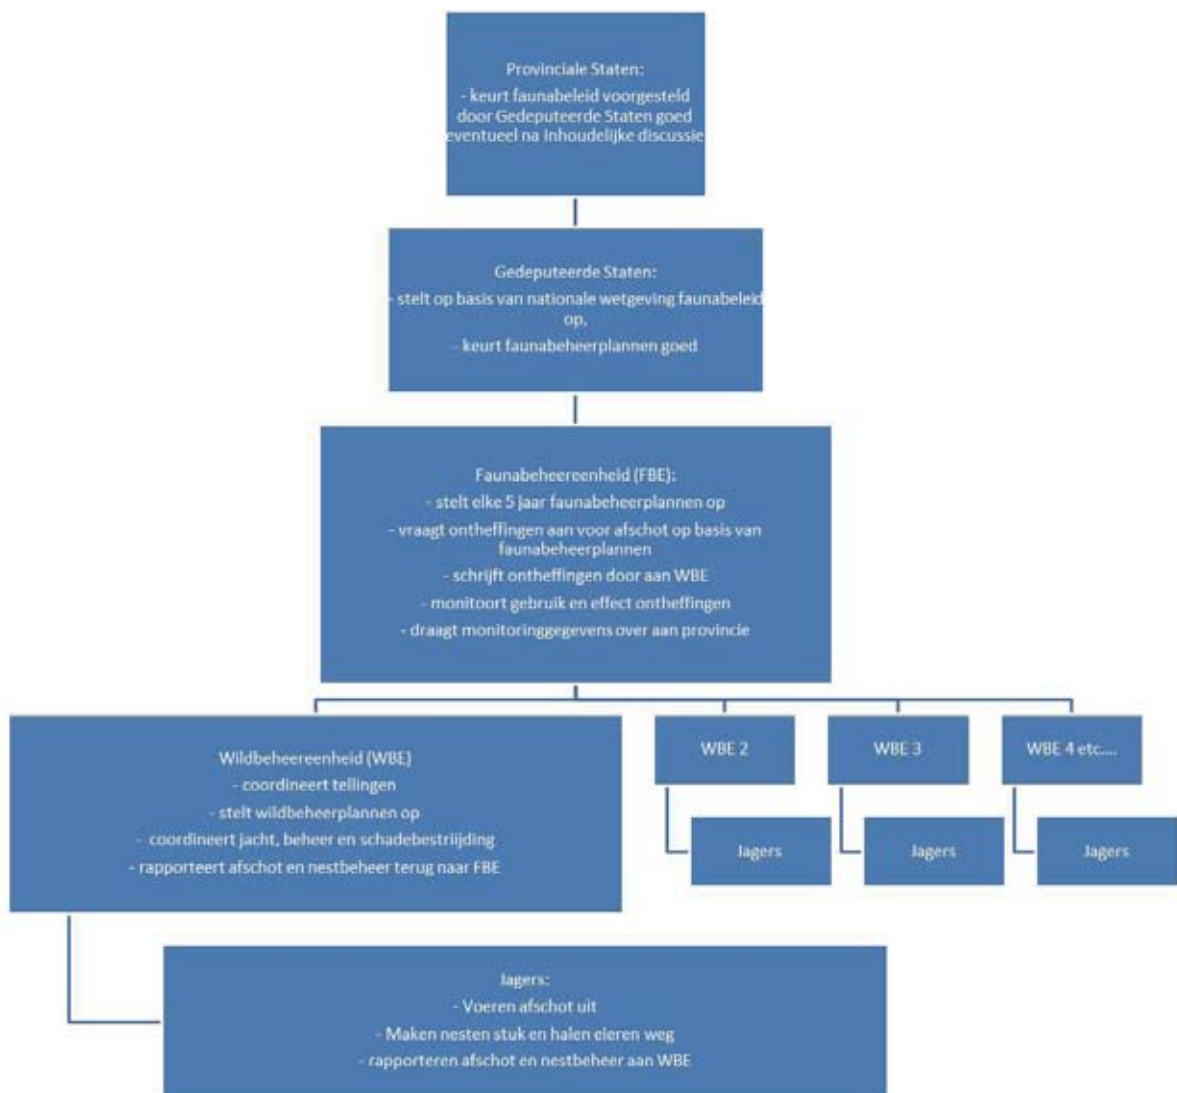 Provinciale Staten:
- keurt faunabeleid voorgesteld
door Gedeputeerde Staten goed
eventueel na inhoudelijke discussie
Gedeputeerde Staten:
- stelt op basis van nationale wetgeving faunabeleid
op,
- keurt faunabeheerplannen goed
Faunabeheereenheid (FBE):
- stelt elke 5 jaar faunabeheerplannen op
- vraagt ontheffingen aan voor afschot op basis van
faunabeheerplannen
- schrijft ontheffingen door aan WBE
- monitoort gebruik en effect ontheffingen
- draagt monitoringgegevens over aan provincie
Wildbeheereenheid (WBE)
- coordineert tellingen
- stelt wildbeheerplannen op
- coordineert jacht, beheer en schadebestriijding
- rapporteert afschot en nestbeheer terug naar FBE
WBE 2
WBE 3
WBE 4 etc....
Jagers
Jagers
Jagers
Jagers:
- Voeren afschot uit
- Maken nesten stuk en halen eieren weg
- rapporteren afschot en nestbeheer aan WBE